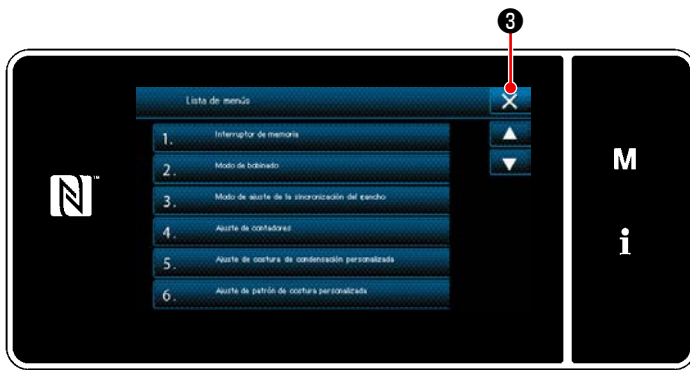 ❸
Lista de menús
1. Interruptor de memoria
2. Modo de bobinado
3. Modo de ajuste de la sincronización del gancho
4. Ajuste de contadores
5. Ajuste de costura de condensación personalizada
6. Ajuste de patrón de costura personalizada
M
i